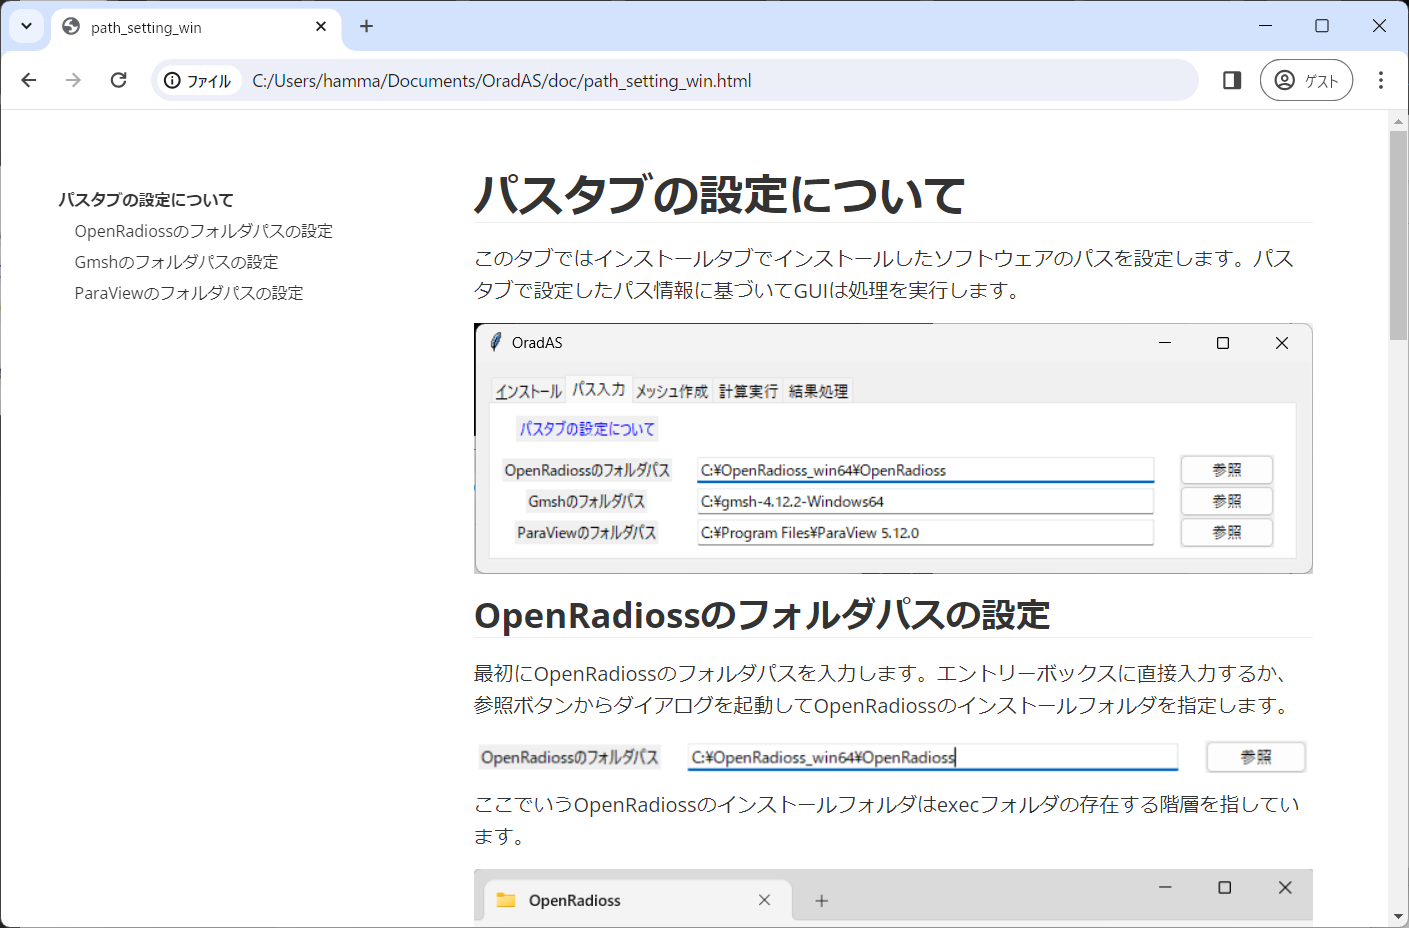 path_setting_win
ファイル
C:/Users/hamma/Documents/OradAS/doc/path_setting_win.html
ゲスト
パスタブの設定について
OpenRadiossのフォルダパスの設定
Gmshのフォルダパスの設定
ParaViewのフォルダパスの設定
パスタブの設定について
このタブではインストールタブでインストールしたソフトウェアのパスを設定します。パス
タブで設定したパス情報に基づいてGUIは処理を実行します。
OradAS
インストール パス入力 メッシュ作成 計算実行 結果処理
パスタブの設定について
OpenRadiossのフォルダパス C:¥OpenRadioss_win64¥OpenRadioss 参照
Gmshのフォルダパス C:¥gmsh-4.12.2-Windows64 参照
ParaViewのフォルダパス C:¥Program Files¥ParaView 5.12.0 参照
OpenRadiossのフォルダパスの設定
最初にOpenRadiossのフォルダパスを入力します。エントリーボックスに直接入力するか、
参照ボタンからダイアログを起動してOpenRadiossのインストールフォルダを指定します。
OpenRadiossのフォルダパス C:¥OpenRadioss_win64¥OpenRadioss 参照
ここでいうOpenRadiossのインストールフォルダはexecフォルダの存在する階層を指してい
ます。
OpenRadioss